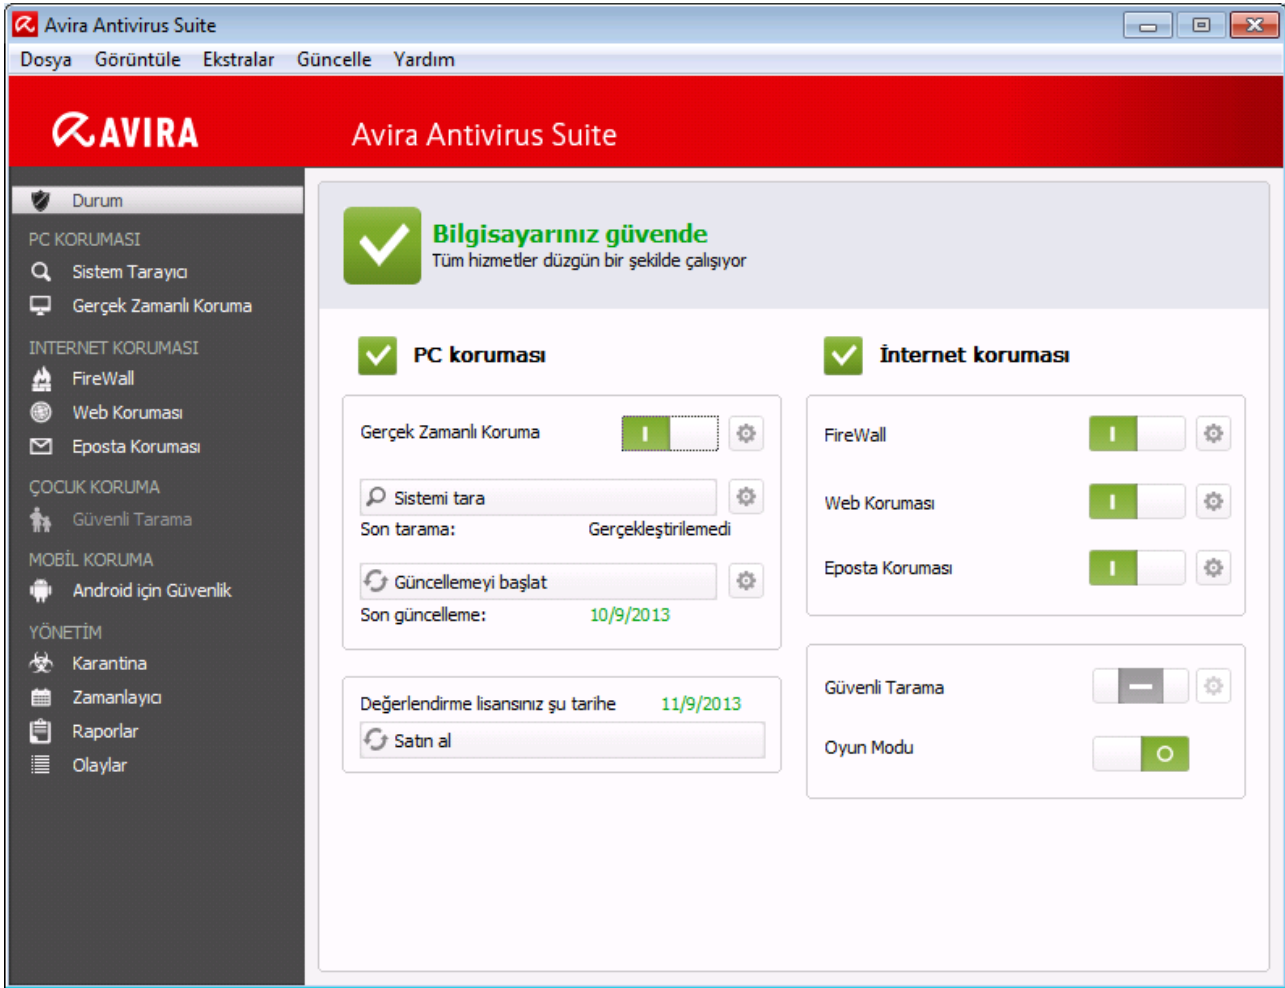 Avira Antivirus Suite
Dosya Görüntüle Ekstralar Güncelle Yardım
AVIRA
Avira Antivirus Suite
Durum
PC KORUMASI
Sistem Tarayıcı
Gerçek Zamanlı Koruma
INTERNET KORUMASI
FireWall
Web Koruması
Eposta Koruması
ÇOCUK KORUMA
Güvenli Tarama
MOBİL KORUMA
Android için Güvenlik
YÖNETİM
Karantina
Zamanlayıcı
Raporlar
Olaylar
Bilgisayarınız güvende
Tüm hizmetler düzgün bir şekilde çalışıyor
PC koruması
Gerçek Zamanlı Koruma
Sistemi tara
Son tarama: Gerçekleştirilemedi
Güncellemeyi başlat
Son güncelleme: 10/9/2013
Değerlendirme lisansınız şu tarihe 11/9/2013
Satın al
İnternet koruması
FireWall
Web Koruması
Eposta Koruması
Güvenli Tarama
Oyun Modu